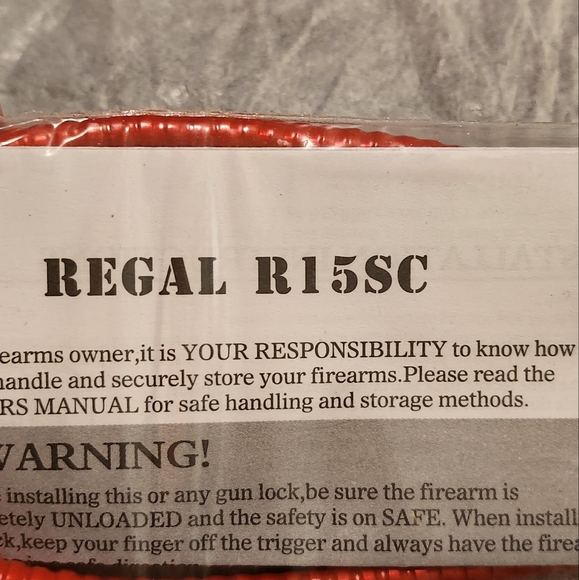 REGAL R15SC
earms owner,it is YOUR RESPONSIBILITY to know how
handle and securely store your firearms.Please read the
RS MANUAL for safe handling and storage methods.
WARNING!
installing this or any gun lock,be sure the firearm is
etely UNLOADED and the safety is on SAFE. When install
ck,keep your finger off the trigger and always have the firea